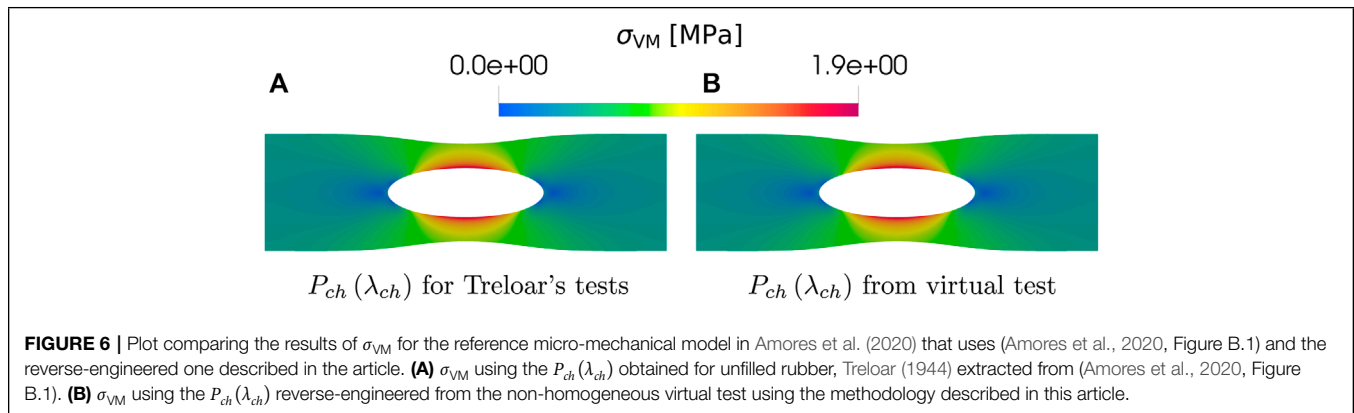 σVM [MPa]
0.0e+00 1.9e+00
A B
Pch (λch) for Treloar's tests Pch (λch) from virtual test
FIGURE 6 | Plot comparing the results of σVM for the reference micro-mechanical model in Amores et al. (2020) that uses (Amores et al., 2020, Figure B.1) and the
reverse-engineered one described in the article. (A) σVM using the Pch(λch) obtained for unfilled rubber, Treloar (1944) extracted from (Amores et al., 2020, Figure
B.1). (B) σVM using the Pch(λch) reverse-engineered from the non-homogeneous virtual test using the methodology described in this article.